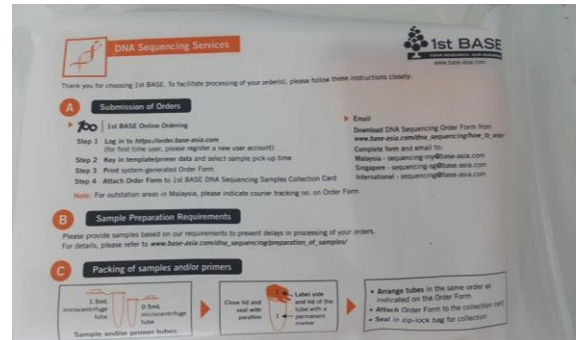 DNA Sequencing Services
1st BASE
YOUR RESEARCH. OUR BUSINESS
www.base-asia.com
Thank you for choosing 1st BASE. To facilitate processing of your order(s), please follow these instructions closely.
A Submission of Orders
1st BASE Online Ordering
Step 1 Log in to https://order.base-asia.com
(for first time user, please register a new user account)
Step 2 Key in template/primer data and select sample pick-up time
Step 3 Print system-generated Order Form
Step 4 Attach Order Form to 1st BASE DNA Sequencing Samples Collection Card
Note: For outstation areas in Malaysia, please indicate courier tracking no. on Order Form
Email
Download DNA Sequencing Order Form from
www.base-asia.com/dna_sequencing/how_to_order
Complete form and email to:
Malaysia - sequencing-my@base-asia.com
Singapore - sequencing-sg@base-asia.com
International - sequencing@base-asia.com
B Sample Preparation Requirements
Please provide samples based on our requirements to prevent delays in processing of your orders.
For details, please refer to www.base-asia.com/dna_sequencing/preparation_of_samples/
C Packing of samples and/or primers
1.5mL
microcentrifuge
tube
0.5mL
microcentrifuge
tube
Sample and/or primer tubes
Close lid and
seal with
parafilm
Label side
and lid of the
tube with a
permanent
marker
• Arrange tubes in the same order as
indicated on the Order Form
• Attach Order Form to the collection card
• Seal in zip-lock bag for collection